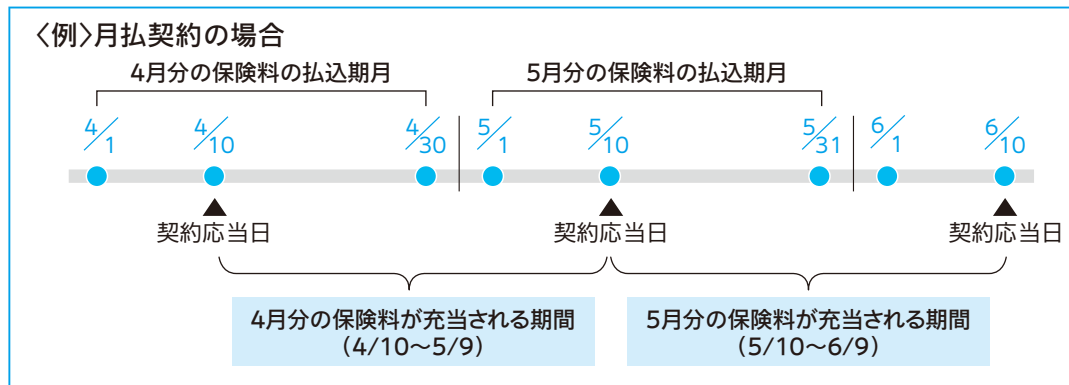 〈例〉月払契約の場合
4月分の保険料の払込期月
5月分の保険料の払込期月
4/1
4/10
4/30
5/1
5/10
5/31
6/1
6/10
契約応当日
契約応当日
契約応当日
4月分の保険料が充当される期間
(4/10～5/9)
5月分の保険料が充当される期間
(5/10～6/9)